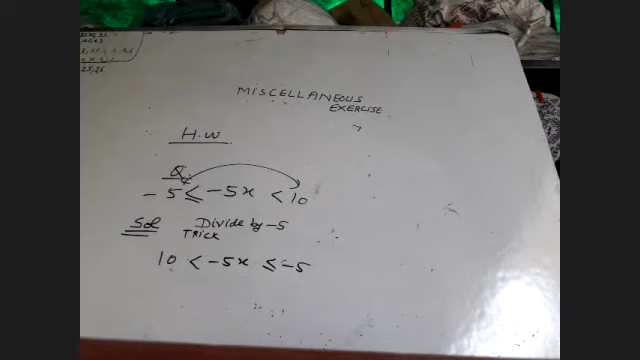 MISCELLANEOUS
EXERCISE
H.W
Q.
- 5 ≤ -5x < 10
Sol Divide by -5
TRICK
10 < -5x ≤ -5